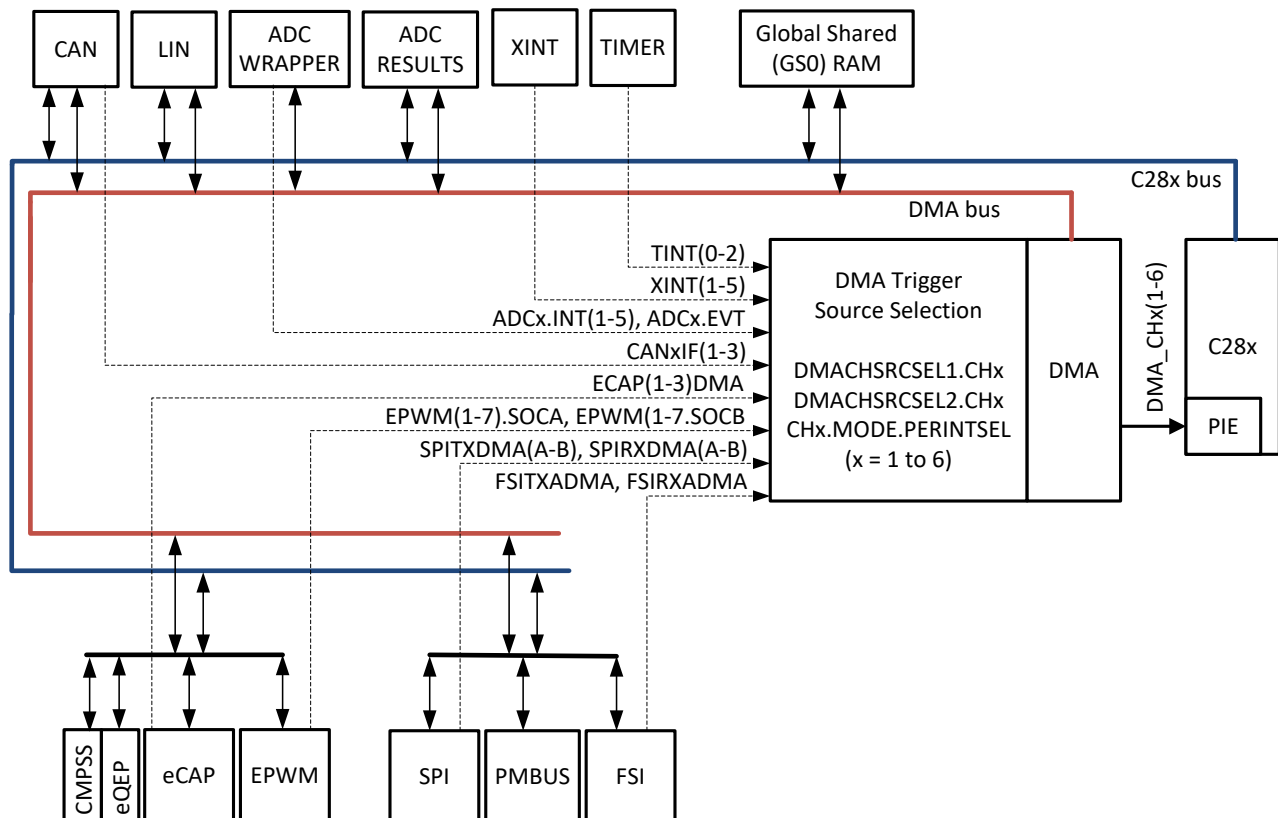 CAN
LIN
ADC
WRAPPER
ADC
RESULTS
XINT
TIMER
Global Shared
(GS0) RAM
C28x bus
DMA bus
TINT(0-2)
XINT(1-5)
ADCx.INT(1-5), ADCx.EVT
CANxIF(1-3)
ECAP(1-3)DMA
EPWM(1-7).SOCA, EPWM(1-7.SOCB
SPITXDMA(A-B), SPIRXDMA(A-B)
FSITXADMA, FSIRXADMA
DMA Trigger
Source Selection
DMACHSRCSEL1.CHx
DMACHSRCSEL2.CHx
CHx.MODE.PERINTSEL
(x = 1 to 6)
DMA
DMA_CHx(1-6)
C28x
PIE
CMPSS
eQEP
eCAP
EPWM
SPI
PMBUS
FSI